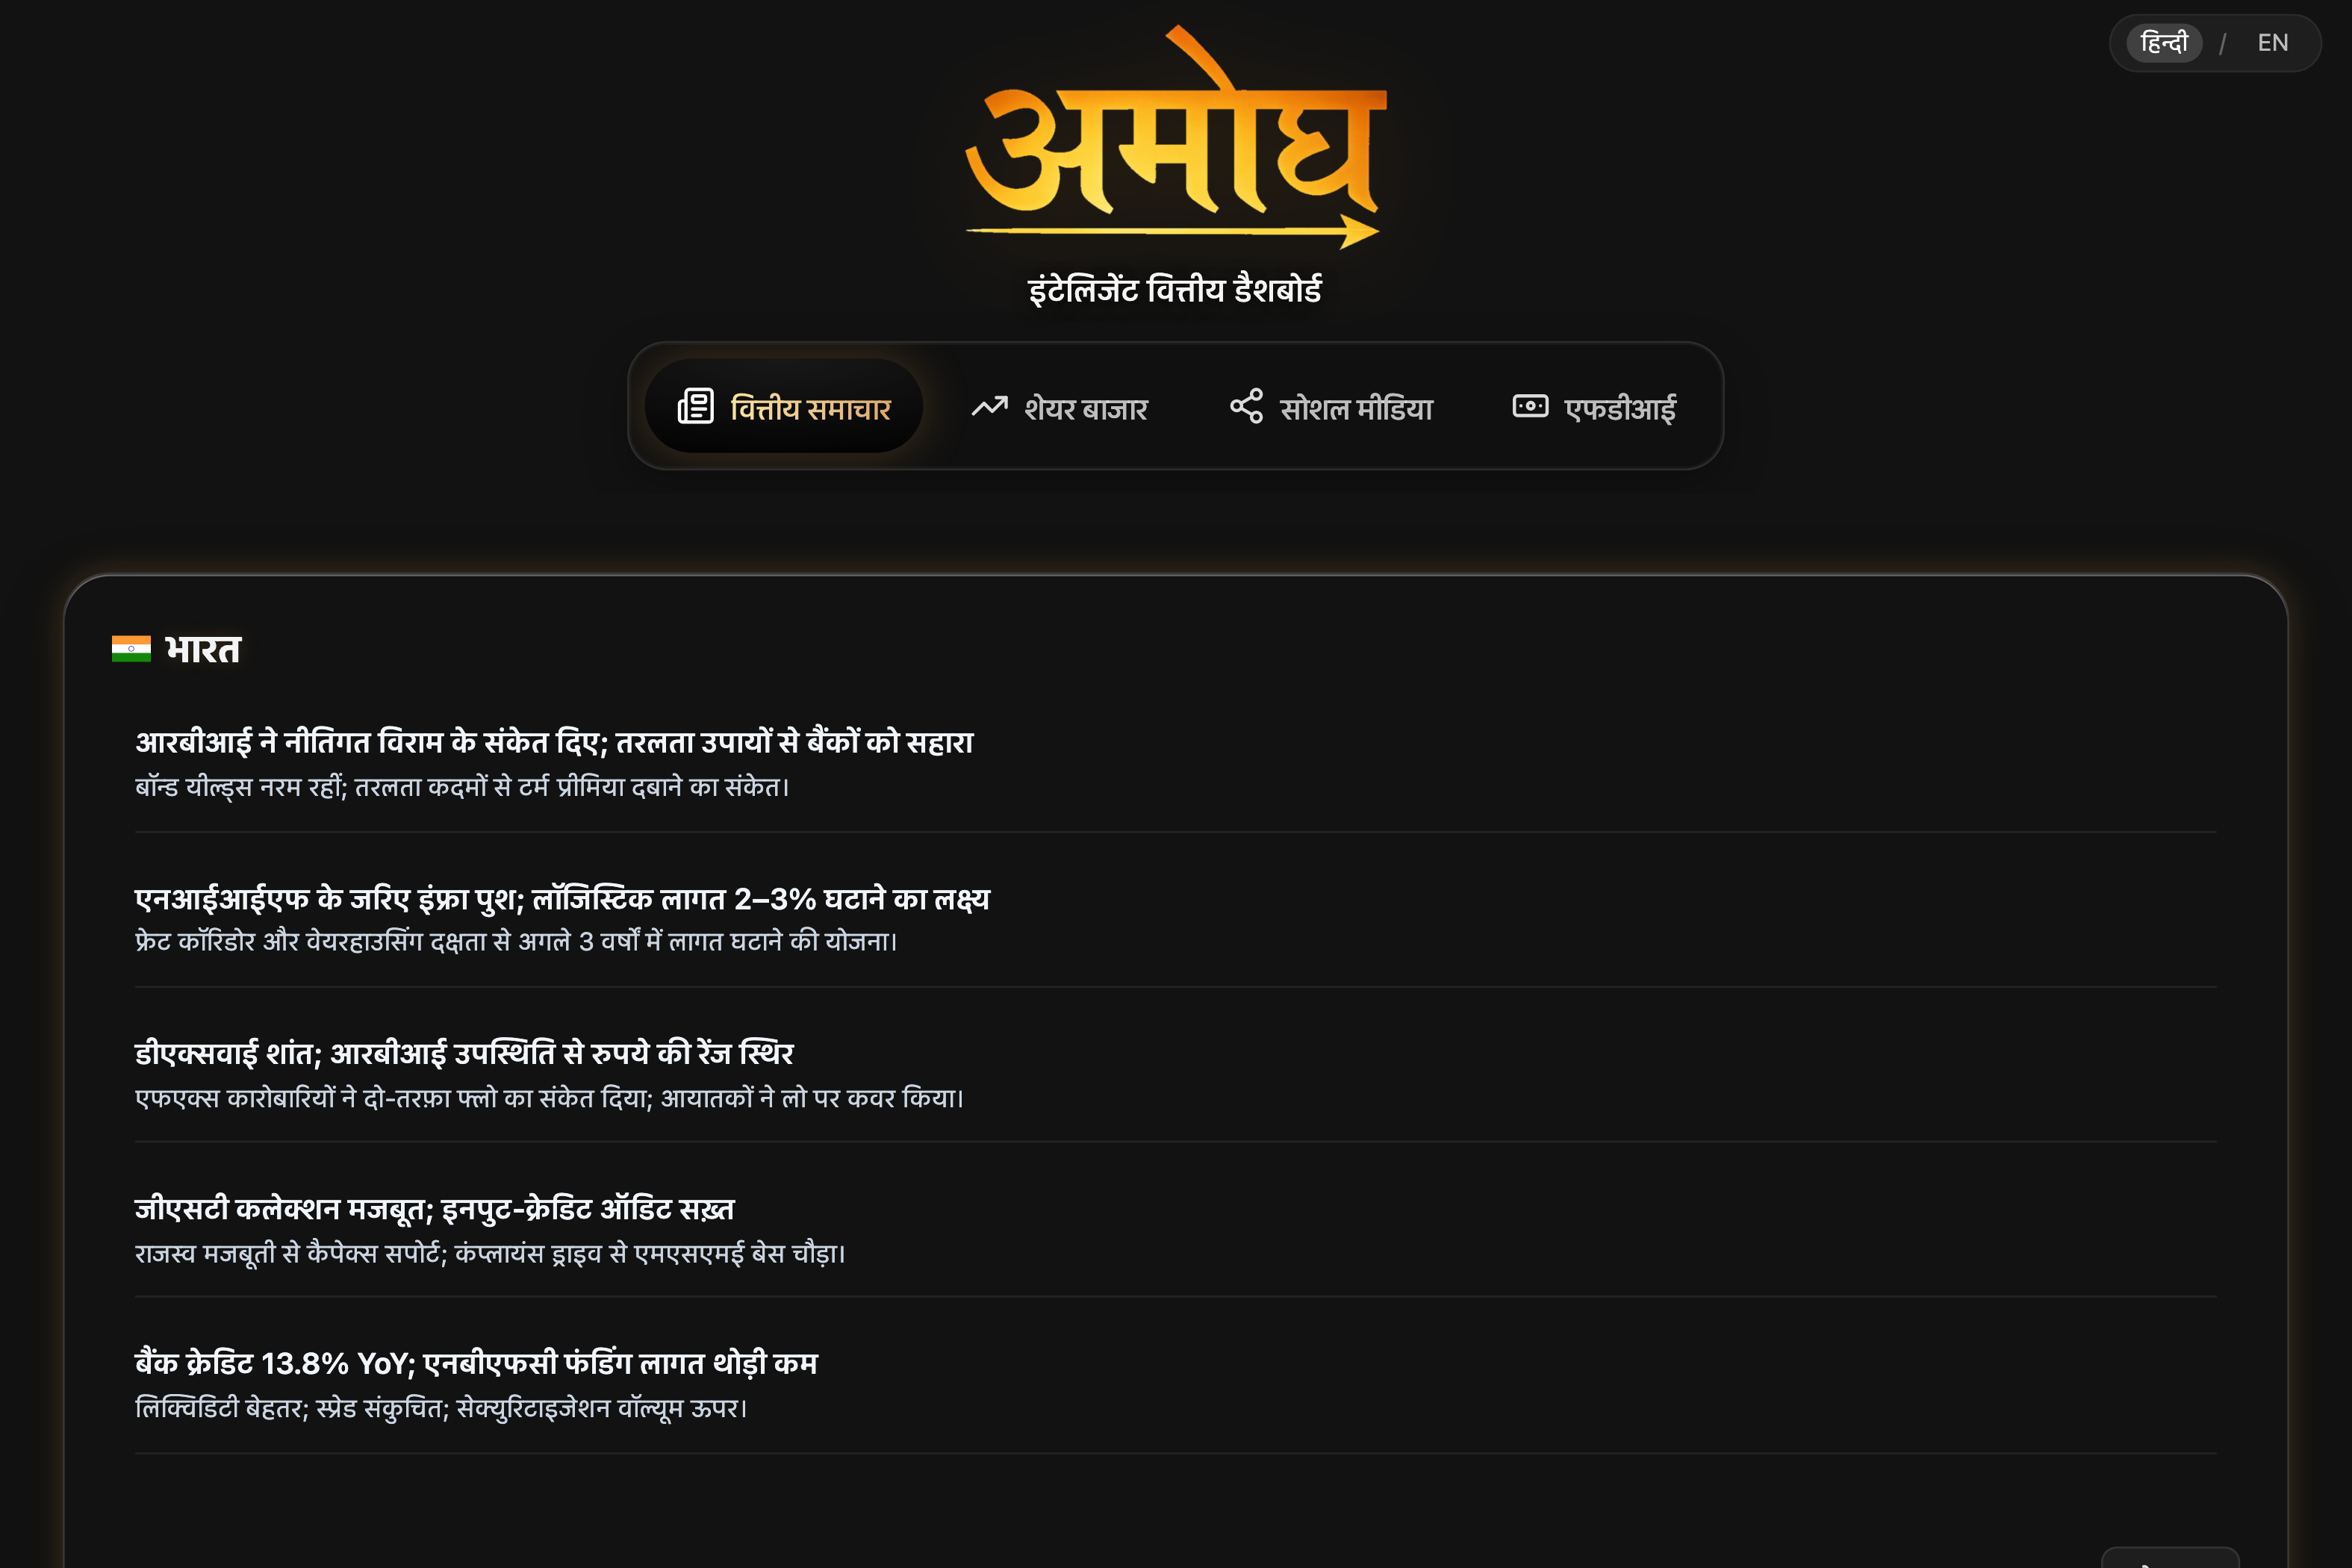 हिन्दी / EN
अमोघ
इंटेलिजेंट वित्तीय डैशबोर्ड
वित्तीय समाचार
शेयर बाजार
सोशल मीडिया
एफडीआई
भारत
आरबीआई ने नीतिगत विराम के संकेत दिए; तरलता उपायों से बैंकों को सहारा
बॉन्ड यील्ड्स नरम रहीं; तरलता कदमों से टर्म प्रीमिया दबाने का संकेत।
एनआईआईएफ के जरिए इंफ्रा पुश; लॉजिस्टिक लागत 2–3% घटाने का लक्ष्य
फ्रेट कॉरिडोर और वेयरहाउसिंग दक्षता से अगले 3 वर्षों में लागत घटाने की योजना।
डीएक्सवाई शांत; आरबीआई उपस्थिति से रुपये की रेंज स्थिर
एफएक्स कारोबारियों ने दो-तरफ़ा फ्लो का संकेत दिया; आयातकों ने लो पर कवर किया।
जीएसटी कलेक्शन मजबूत; इनपुट-क्रेडिट ऑडिट सख़्त
राजस्व मजबूती से कैपेक्स सपोर्ट; कंप्लायंस ड्राइव से एमएसएमई बेस चौड़ा।
बैंक क्रेडिट 13.8% YoY; एनबीएफसी फंडिंग लागत थोड़ी कम
लिक्विडिटी बेहतर; स्प्रेड संकुचित; सेक्युरिटाइजेशन वॉल्यूम ऊपर।